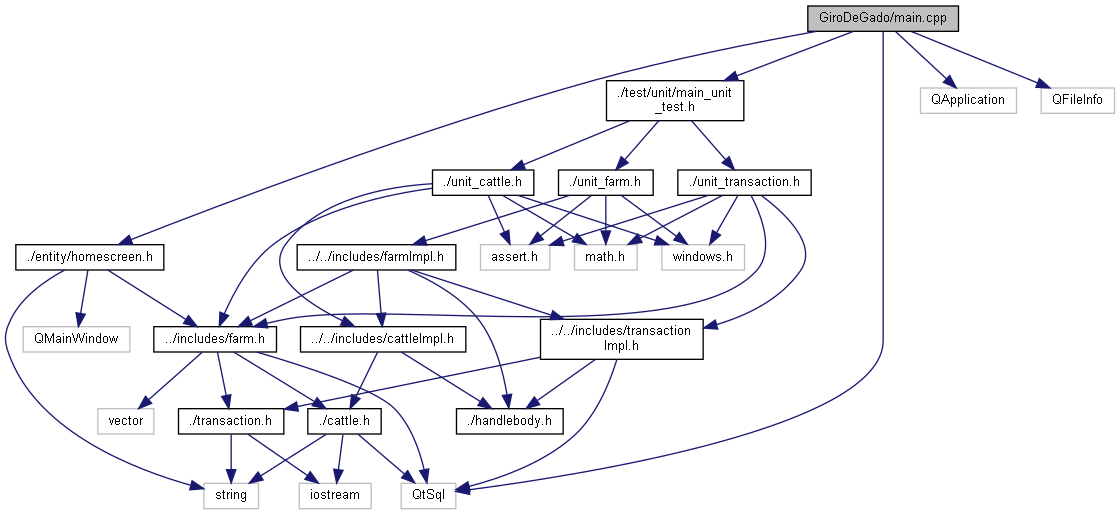 GiroDeGado/main.cpp
./test/unit/main_unit
_test.h
QApplication
QFileInfo
./unit_cattle.h
./unit_farm.h
./unit_transaction.h
./entity/homescreen.h
../../includes/farmImpl.h
assert.h
math.h
windows.h
QMainWindow
../includes/farm.h
../../includes/cattleImpl.h
../../includes/transaction
Impl.h
vector
./transaction.h
./cattle.h
./handlebody.h
string
iostream
QtSql